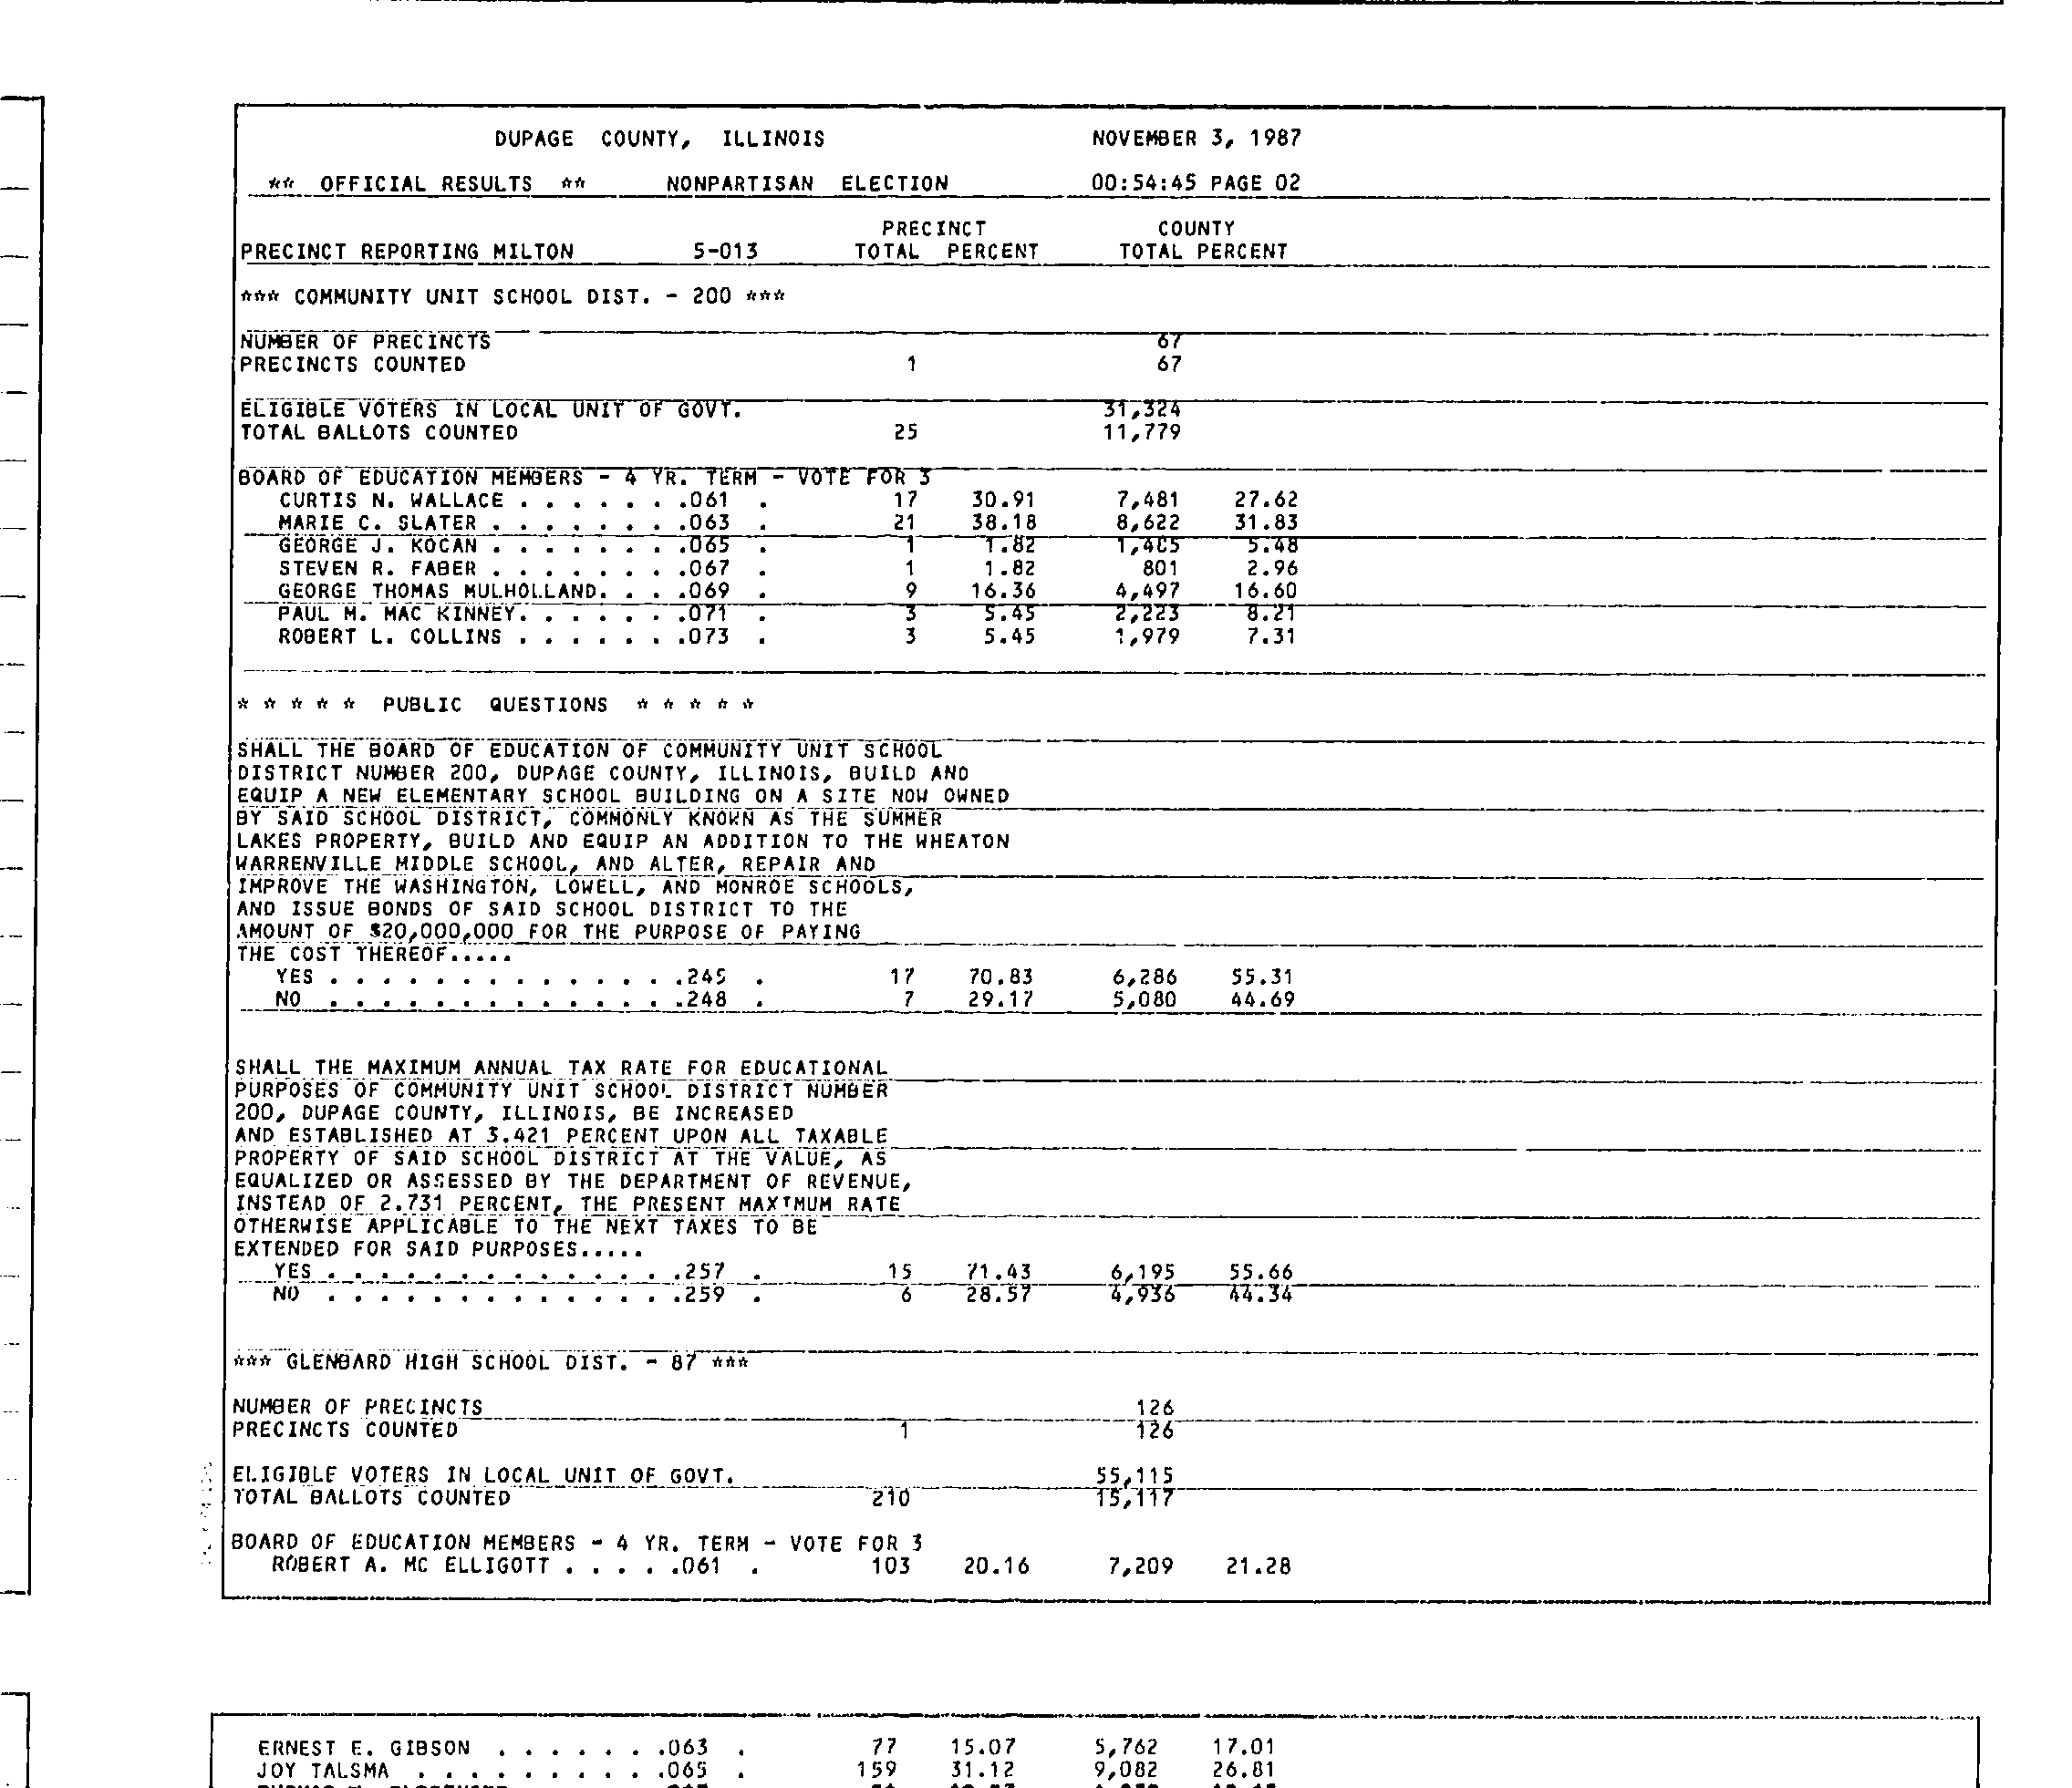 DUPAGE COUNTY, ILLINOIS NOVEMBER 3, 1987
** OFFICIAL RESULTS ** NONPARTISAN ELECTION 00:54:45 PAGE 02
PRECINCT COUNTY
PRECINCT REPORTING MILTON 5-013 TOTAL PERCENT TOTAL PERCENT
*** COMMUNITY UNIT SCHOOL DIST. - 200 ***
NUMBER OF PRECINCTS 67
PRECINCTS COUNTED 1 67
ELIGIBLE VOTERS IN LOCAL UNIT OF GOVT. 31,324
TOTAL BALLOTS COUNTED 25 11,779
BOARD OF EDUCATION MEMBERS - 4 YR. TERM - VOTE FOR 3
CURTIS N. WALLACE . . . . . . .061 . 17 30.91 7,481 27.62
MARIE C. SLATER . . . . . . . .063 . 21 38.18 8,622 31.83
GEORGE J. KOCAN . . . . . . . .065 . 1 1.82 5.48
STEVEN R. FABER . . . . . . . .067 . 1 1.82 801 2.96
GEORGE THOMAS MULHOLLAND. . . .069 . 9 16.36 4,497 16.60
PAUL M. MAC KINNEY. . . . . . .071 . 3 5.45 2,223 8.21
ROBERT L. COLLINS . . . . . . .073 . 3 5.45 1,979 7.31
* * * * * PUBLIC QUESTIONS * * * * *
SHALL THE BOARD OF EDUCATION OF COMMUNITY UNIT SCHOOL
DISTRICT NUMBER 200, DUPAGE COUNTY, ILLINOIS, BUILD AND
EQUIP A NEW ELEMENTARY SCHOOL BUILDING ON A SITE NOW OWNED
BY SAID SCHOOL DISTRICT, COMMONLY KNOWN AS THE SUMMER
LAKES PROPERTY, BUILD AND EQUIP AN ADDITION TO THE WHEATON
WARRENVILLE MIDDLE SCHOOL, AND ALTER, REPAIR AND
IMPROVE THE WASHINGTON, LOWELL, AND MONROE SCHOOLS,
AND ISSUE BONDS OF SAID SCHOOL DISTRICT TO THE
AMOUNT OF $20,000,000 FOR THE PURPOSE OF PAYING
THE COST THEREOF.....
YES . . . . . . . . . . . . . .245 . 17 70.83 6,286 55.31
NO . . . . . . . . . . . . . .248 . 7 29.17 5,080 44.69
SHALL THE MAXIMUM ANNUAL TAX RATE FOR EDUCATIONAL
PURPOSES OF COMMUNITY UNIT SCHOOL DISTRICT NUMBER
200, DUPAGE COUNTY, ILLINOIS, BE INCREASED
AND ESTABLISHED AT 3.421 PERCENT UPON ALL TAXABLE
PROPERTY OF SAID SCHOOL DISTRICT AT THE VALUE, AS
EQUALIZED OR ASSESSED BY THE DEPARTMENT OF REVENUE,
INSTEAD OF 2.731 PERCENT, THE PRESENT MAXIMUM RATE
OTHERWISE APPLICABLE TO THE NEXT TAXES TO BE
EXTENDED FOR SAID PURPOSES.....
YES . . . . . . . . . . . . . .257 . 15 71.43 6,195 55.66
NO . . . . . . . . . . . . . .259 . 6 28.57 4,936 44.34
*** GLENBARD HIGH SCHOOL DIST. - 87 ***
NUMBER OF PRECINCTS 126
PRECINCTS COUNTED 1 126
ELIGIBLE VOTERS IN LOCAL UNIT OF GOVT. 55,115
TOTAL BALLOTS COUNTED 210 15,117
BOARD OF EDUCATION MEMBERS - 4 YR. TERM - VOTE FOR 3
ROBERT A. MC ELLIGOTT . . . . .061 . 103 20.16 7,209 21.28
ERNEST E. GIBSON . . . . . . .063 . 77 15.07 5,762 17.01
JOY TALSMA . . . . . . . . . .065 . 159 31.12 9,082 26.81